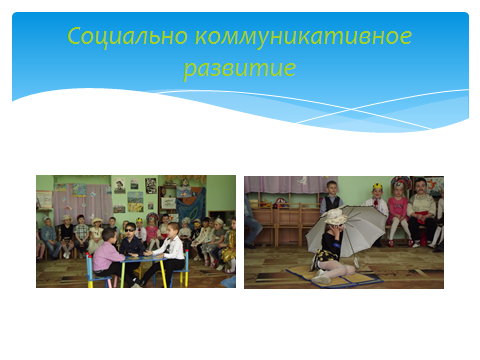 Социально коммуникативное
развитие